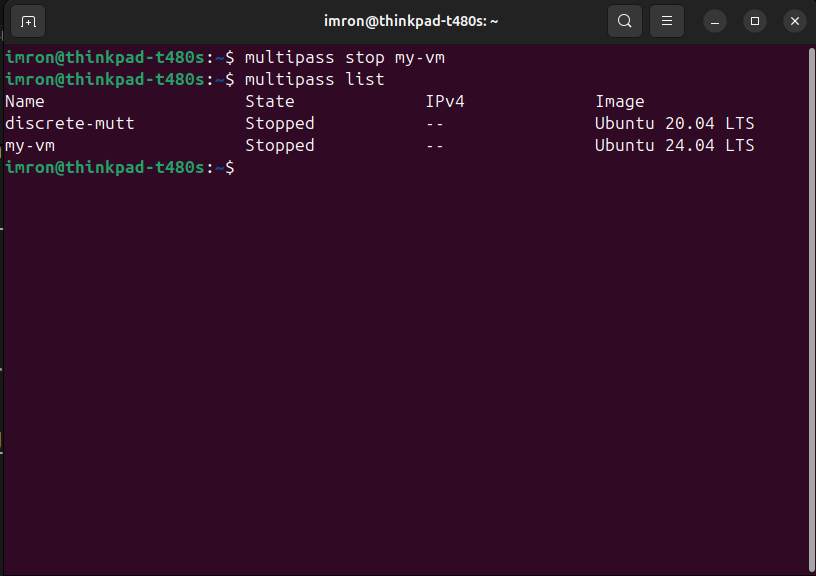 imron@thinkpad-t480s: ~
imron@thinkpad-t480s:~$ multipass stop my-vm
imron@thinkpad-t480s:~$ multipass list
Name                    State             IPv4             Image
discrete-mutt           Stopped           --               Ubuntu 20.04 LTS
my-vm                   Stopped           --               Ubuntu 24.04 LTS
imron@thinkpad-t480s:~$